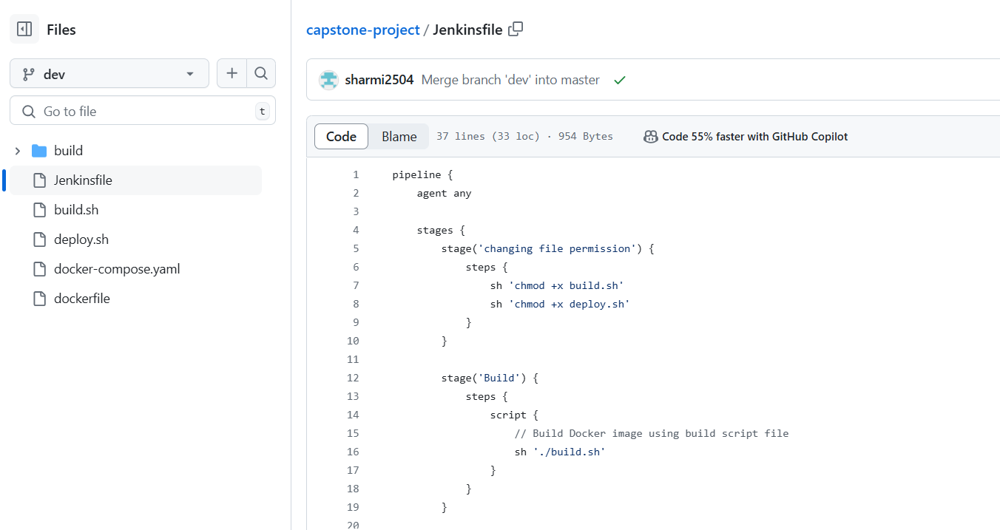 Files
dev
Go to file
t
build
Jenkinsfile
build.sh
deploy.sh
docker-compose.yaml
dockerfile
capstone-project / Jenkinsfile
sharmi2504 Merge branch 'dev' into master
Code Blame 37 lines (33 loc) · 954 Bytes Code 55% faster with GitHub Copilot
1 pipeline {
2     agent any
3
4     stages {
5         stage('changing file permission') {
6             steps {
7                 sh 'chmod +x build.sh'
8                 sh 'chmod +x deploy.sh'
9             }
10         }
11
12         stage('Build') {
13             steps {
14                 script {
15                     // Build Docker image using build script file
16                     sh './build.sh'
17                 }
18             }
19         }
20